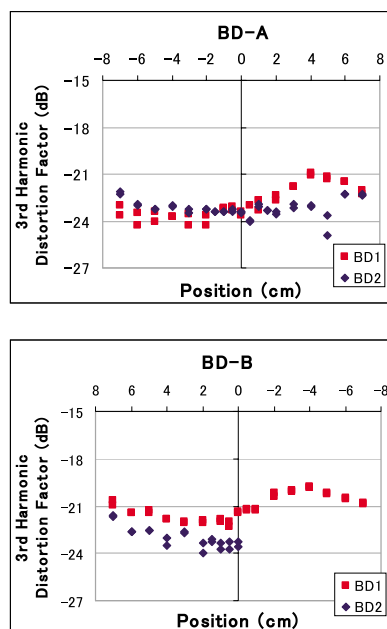 BD-A
-8 -6 -4 -2 0 2 4 6 8
-15
-18
-21
-24
-27
3rd Harmonic
Distortion Factor (dB)
Position (cm)
BD1
BD2
BD-B
Position (cm)
8 6 4 2 0 -2 -4 -6 -8
-15
-18
-21
-24
-27
3rd Harmonic
Distortion Factor (dB)
BD1
BD2